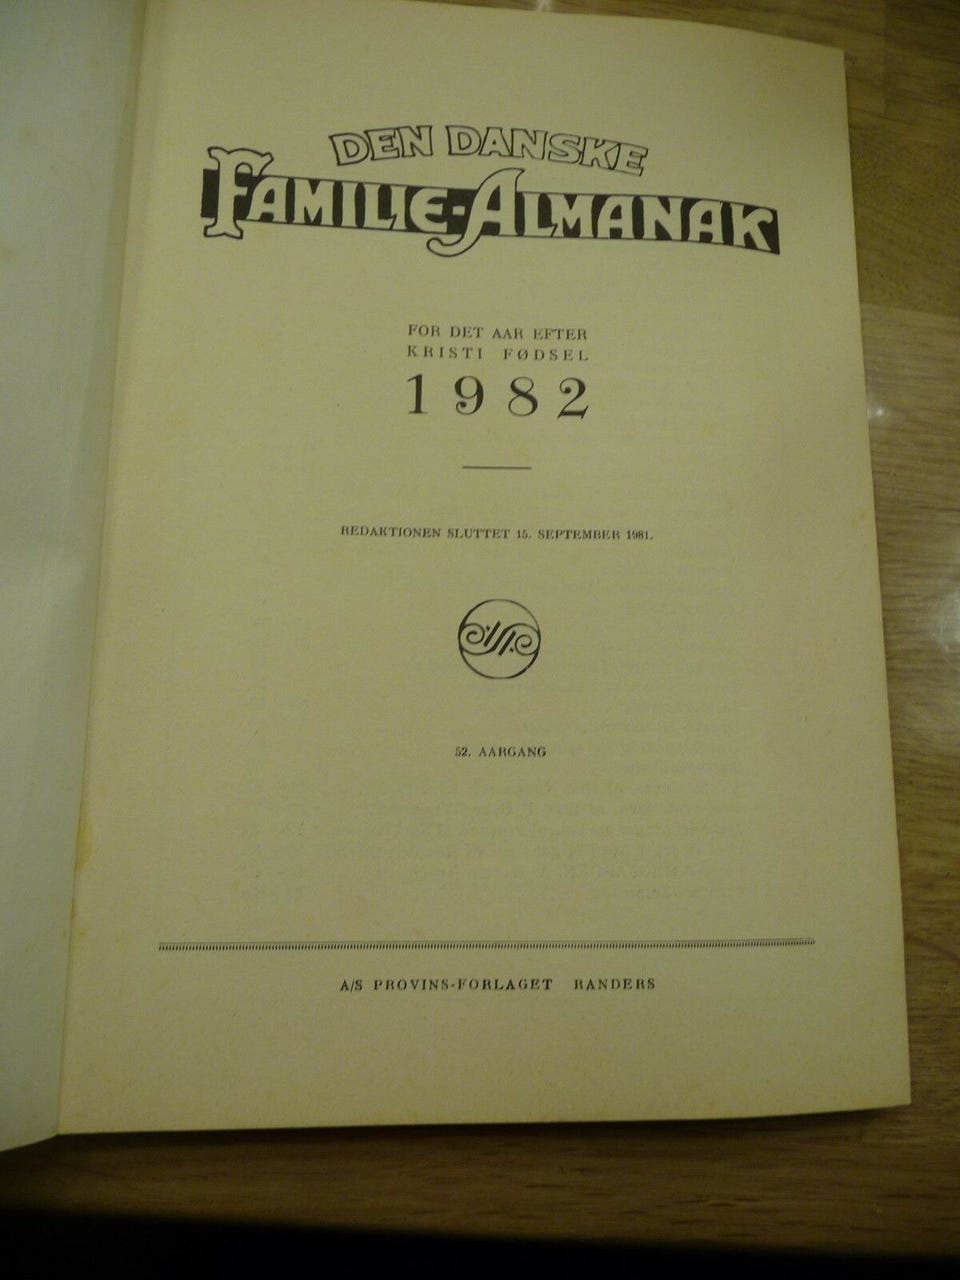 DEN DANSKE
FAMILIE-ALMANAK
FOR DET AAR EFTER
KRISTI FØDSEL
1982
REDAKTIONEN SLUTTET 15. SEPTEMBER 1981.
52. AARGANG
A/S PROVINS-FORLAGET RANDERS